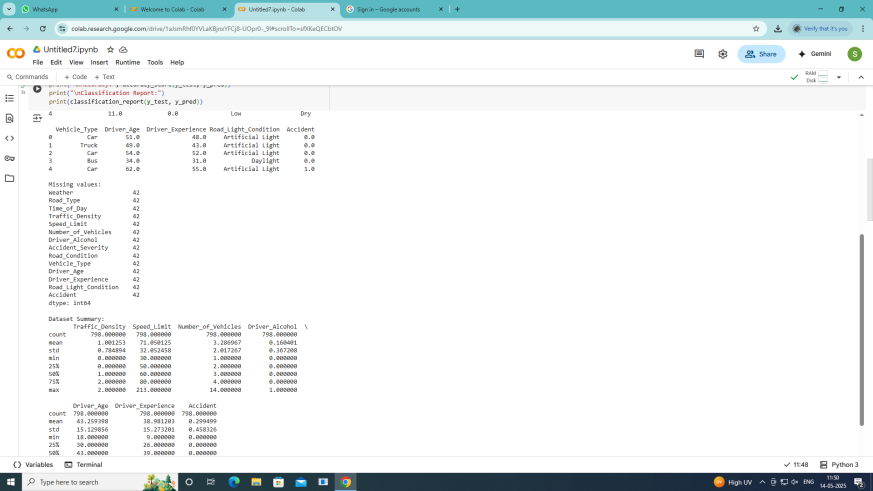 WhatsApp
Welcome to Colab - Colab
Untitled7.ipynb - Colab
Sign in – Google accounts
Verify that it's you
Untitled7.ipynb
File Edit View Insert Runtime Tools Help
Share
Gemini
S
Commands + Code + Text
RAM
Disk
print("\nClassification Report:")
print(classification_report(y_test, y_pred))
4 11.0 0.0 Low Dry
Vehicle_Type Driver_Age Driver_Experience Road_Light_Condition Accident
0 Car 51.0 48.0 Artificial Light 0.0
1 Truck 49.0 43.0 Artificial Light 0.0
2 Car 54.0 52.0 Artificial Light 0.0
3 Bus 34.0 31.0 Daylight 0.0
4 Car 62.0 55.0 Artificial Light 1.0
Missing values:
Weather 42
Road_Type 42
Time_of_Day 42
Traffic_Density 42
Speed_Limit 42
Number_of_Vehicles 42
Driver_Alcohol 42
Accident_Severity 42
Road_Condition 42
Vehicle_Type 42
Driver_Age 42
Driver_Experience 42
Road_Light_Condition 42
Accident 42
dtype: int64
Dataset Summary:
Traffic_Density Speed_Limit Number_of_Vehicles Driver_Alcohol \
count 798.000000 798.000000 798.000000 798.000000
mean 1.001253 71.050125 3.286967 0.160401
std 0.784894 32.052458 2.017267 0.367208
min 0.000000 30.000000 1.000000 0.000000
25% 0.000000 50.000000 2.000000 0.000000
50% 1.000000 60.000000 3.000000 0.000000
75% 2.000000 80.000000 4.000000 0.000000
max 2.000000 213.000000 14.000000 1.000000
Driver_Age Driver_Experience Accident
count 798.000000 798.000000 798.000000
mean 43.259398 38.981203 0.299499
std 15.129856 15.273201 0.458326
min 18.000000 9.000000 0.000000
25% 30.000000 26.000000 0.000000
50% 43.000000 39.000000 0.000000
Variables Terminal
11:48 Python 3
Type here to search
High UV
ENG
11:50
14-05-2025